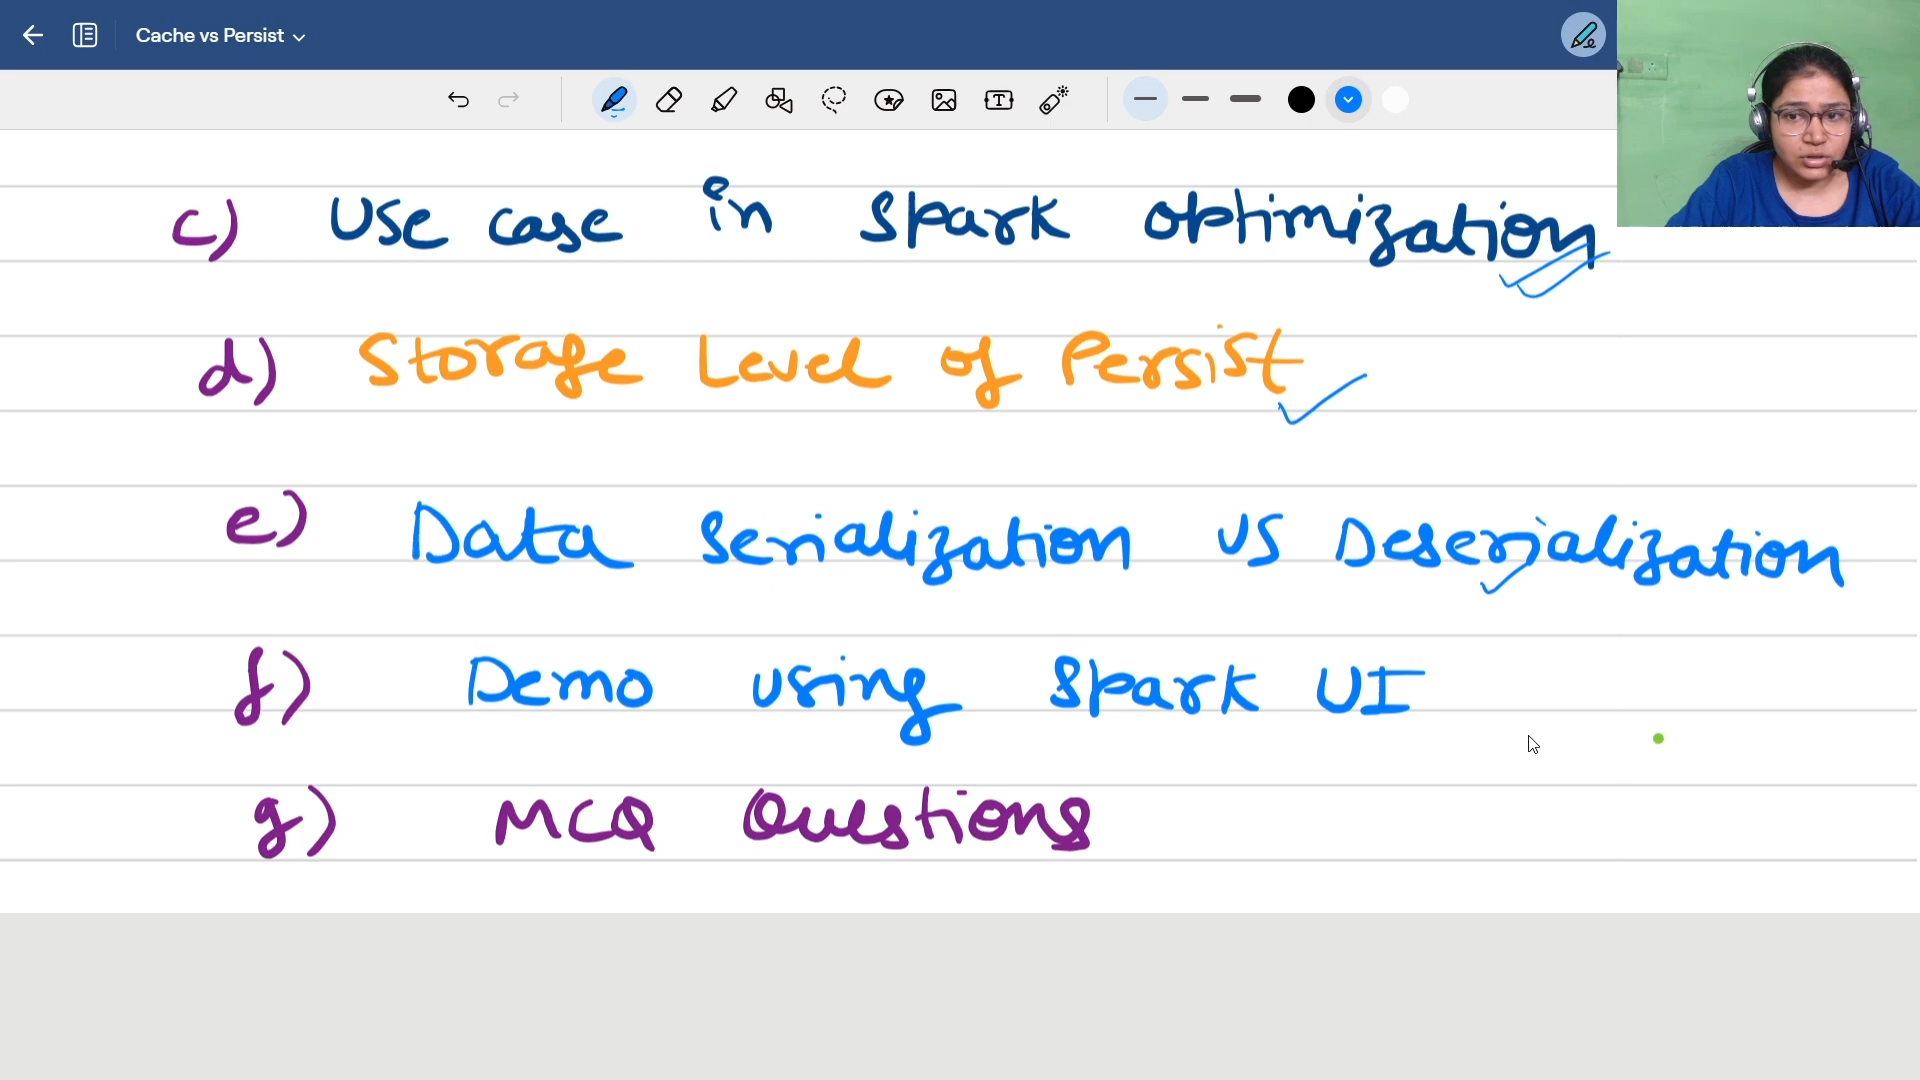 Cache vs Persist
c) Use case in Spark optimization
d) Storage Level of Persist
e) Data Serialization vs Deserialization
f) Demo using Spark UI
g) MCQ Questions